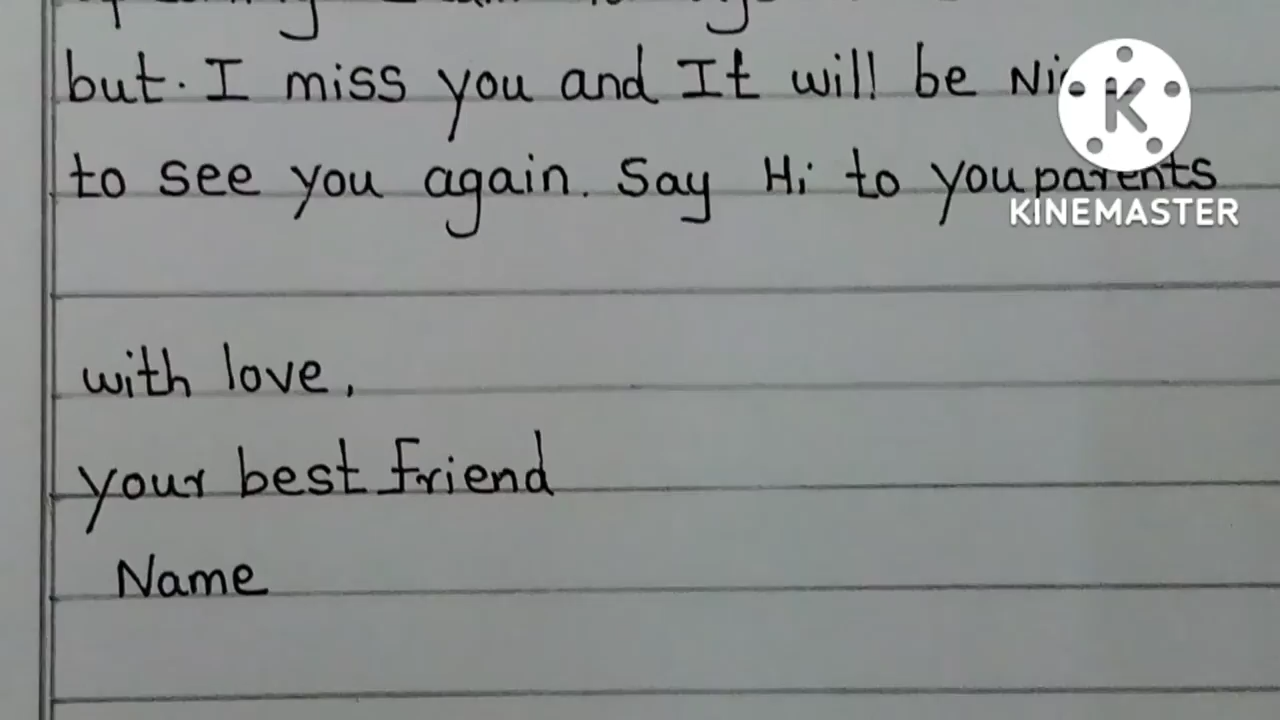 but. I miss you and It will be
to see you again. Say Hi to you parents
KINEMASTER
with love,
your best friend
Name